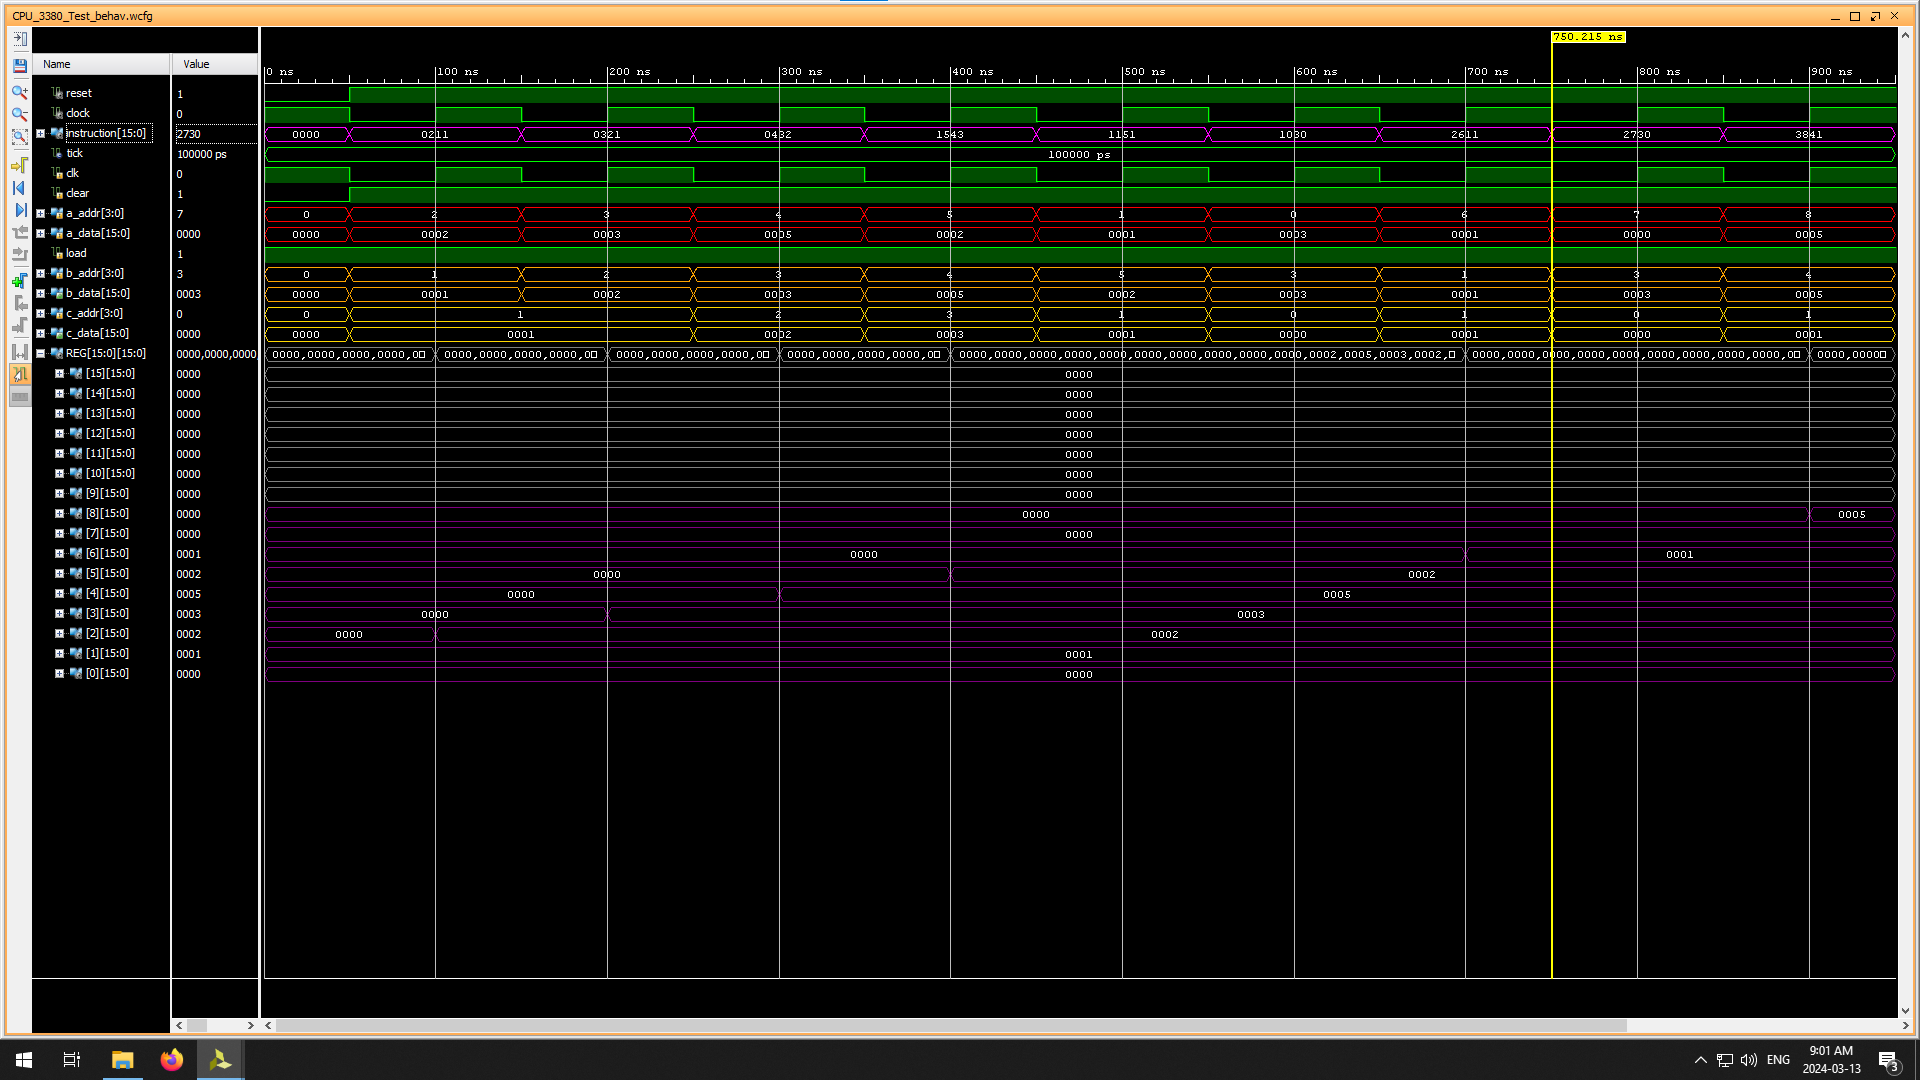 CPU_3380_Test_behav.wcfg
750.215 ns
Name Value
0 ns 100 ns 200 ns 300 ns 400 ns 500 ns 600 ns 700 ns 800 ns 900 ns
reset 1
clock 0
instruction[15:0] 2730 0000 0211 0321 0432 1543 1151 1030 2611 2730 3841
tick 100000 ps 100000 ps
clk 0
clear 1
a_addr[3:0] 7 0 2 3 4 5 1 0 6 7 8
a_data[15:0] 0000 0000 0002 0003 0005 0002 0001 0003 0001 0000 0005
load 1
b_addr[3:0] 3 0 1 2 3 4 5 3 1 3 4
b_data[15:0] 0003 0000 0001 0002 0003 0005 0002 0003 0001 0003 0005
c_addr[3:0] 0 0 1 2 3 1 0 1 0 1
c_data[15:0] 0000 0000 0001 0002 0003 0001 0000 0001 0000 0001
REG[15:0][15:0] 0000,0000,0000 0000,0000,0000,0000,0□ 0000,0000,0000,0000,0□ 0000,0000,0000,0000,0□ 0000,0000,0000,0000,0□ 0000,0000,0000,0000,0000,0000,0000,0000,0000,0000,0000,0002,0005,0003,0002,□ 0000,0000,0000,0000,0000,0000,0000,0000,0000,0□ 0000,0000□
[15][15:0] 0000 0000
[14][15:0] 0000 0000
[13][15:0] 0000 0000
[12][15:0] 0000 0000
[11][15:0] 0000 0000
[10][15:0] 0000 0000
[9][15:0] 0000 0000
[8][15:0] 0000 0000 0005
[7][15:0] 0000 0000
[6][15:0] 0001 0000 0001
[5][15:0] 0002 0000 0002
[4][15:0] 0005 0000 0005
[3][15:0] 0003 0000 0003
[2][15:0] 0002 0000 0002
[1][15:0] 0001 0001
[0][15:0] 0000 0000
ENG
9:01 AM
2024-03-13
3